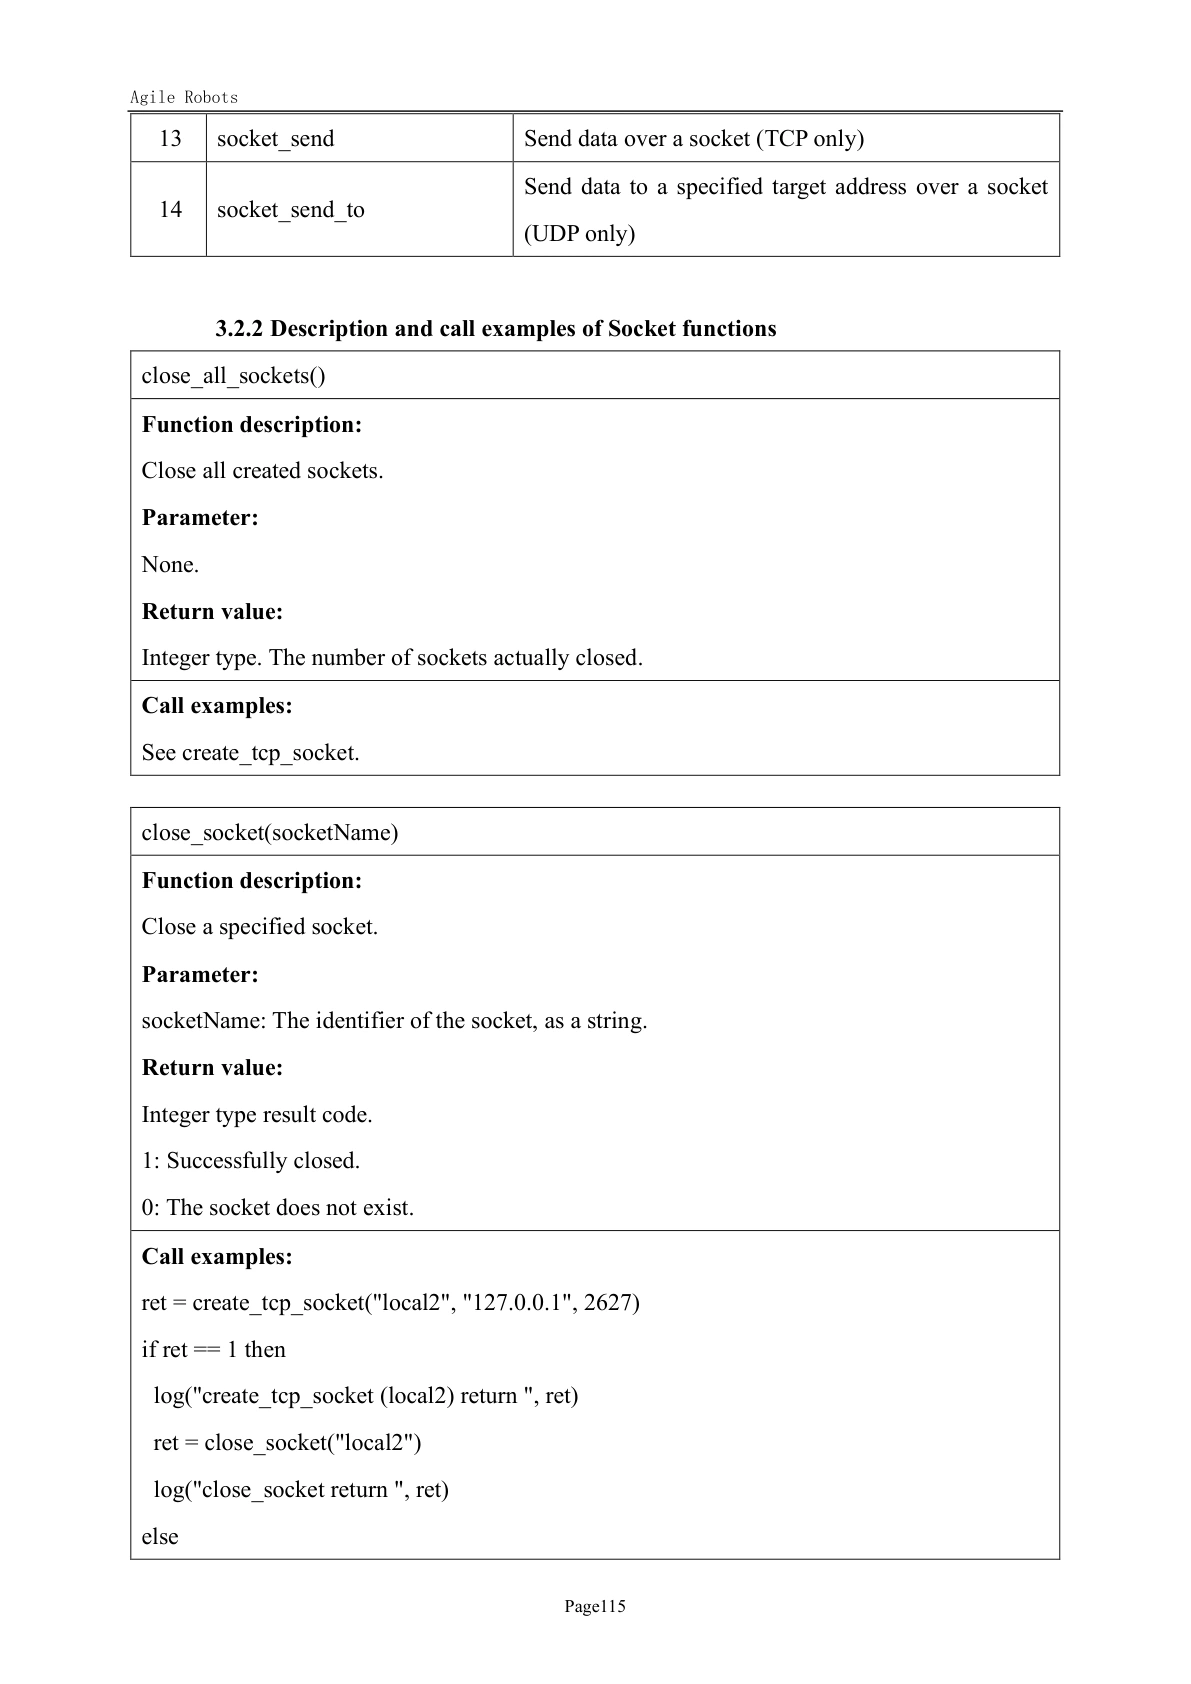 Agile Robots
13 socket_send Send data over a socket (TCP only)
14 socket_send_to Send data to a specified target address over a socket
(UDP only)
3.2.2 Description and call examples of Socket functions
close_all_sockets()
Function description:
Close all created sockets.
Parameter:
None.
Return value:
Integer type. The number of sockets actually closed.
Call examples:
See create_tcp_socket.
close_socket(socketName)
Function description:
Close a specified socket.
Parameter:
socketName: The identifier of the socket, as a string.
Return value:
Integer type result code.
1: Successfully closed.
0: The socket does not exist.
Call examples:
ret = create_tcp_socket("local2", "127.0.0.1", 2627)
if ret == 1 then
log("create_tcp_socket (local2) return ", ret)
ret = close_socket("local2")
log("close_socket return ", ret)
else
Page115